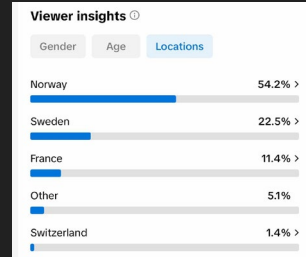 Viewer insights ⓘ
Gender Age Locations
Norway 54.2% >
Sweden 22.5% >
France 11.4% >
Other 5.1%
Switzerland 1.4% >